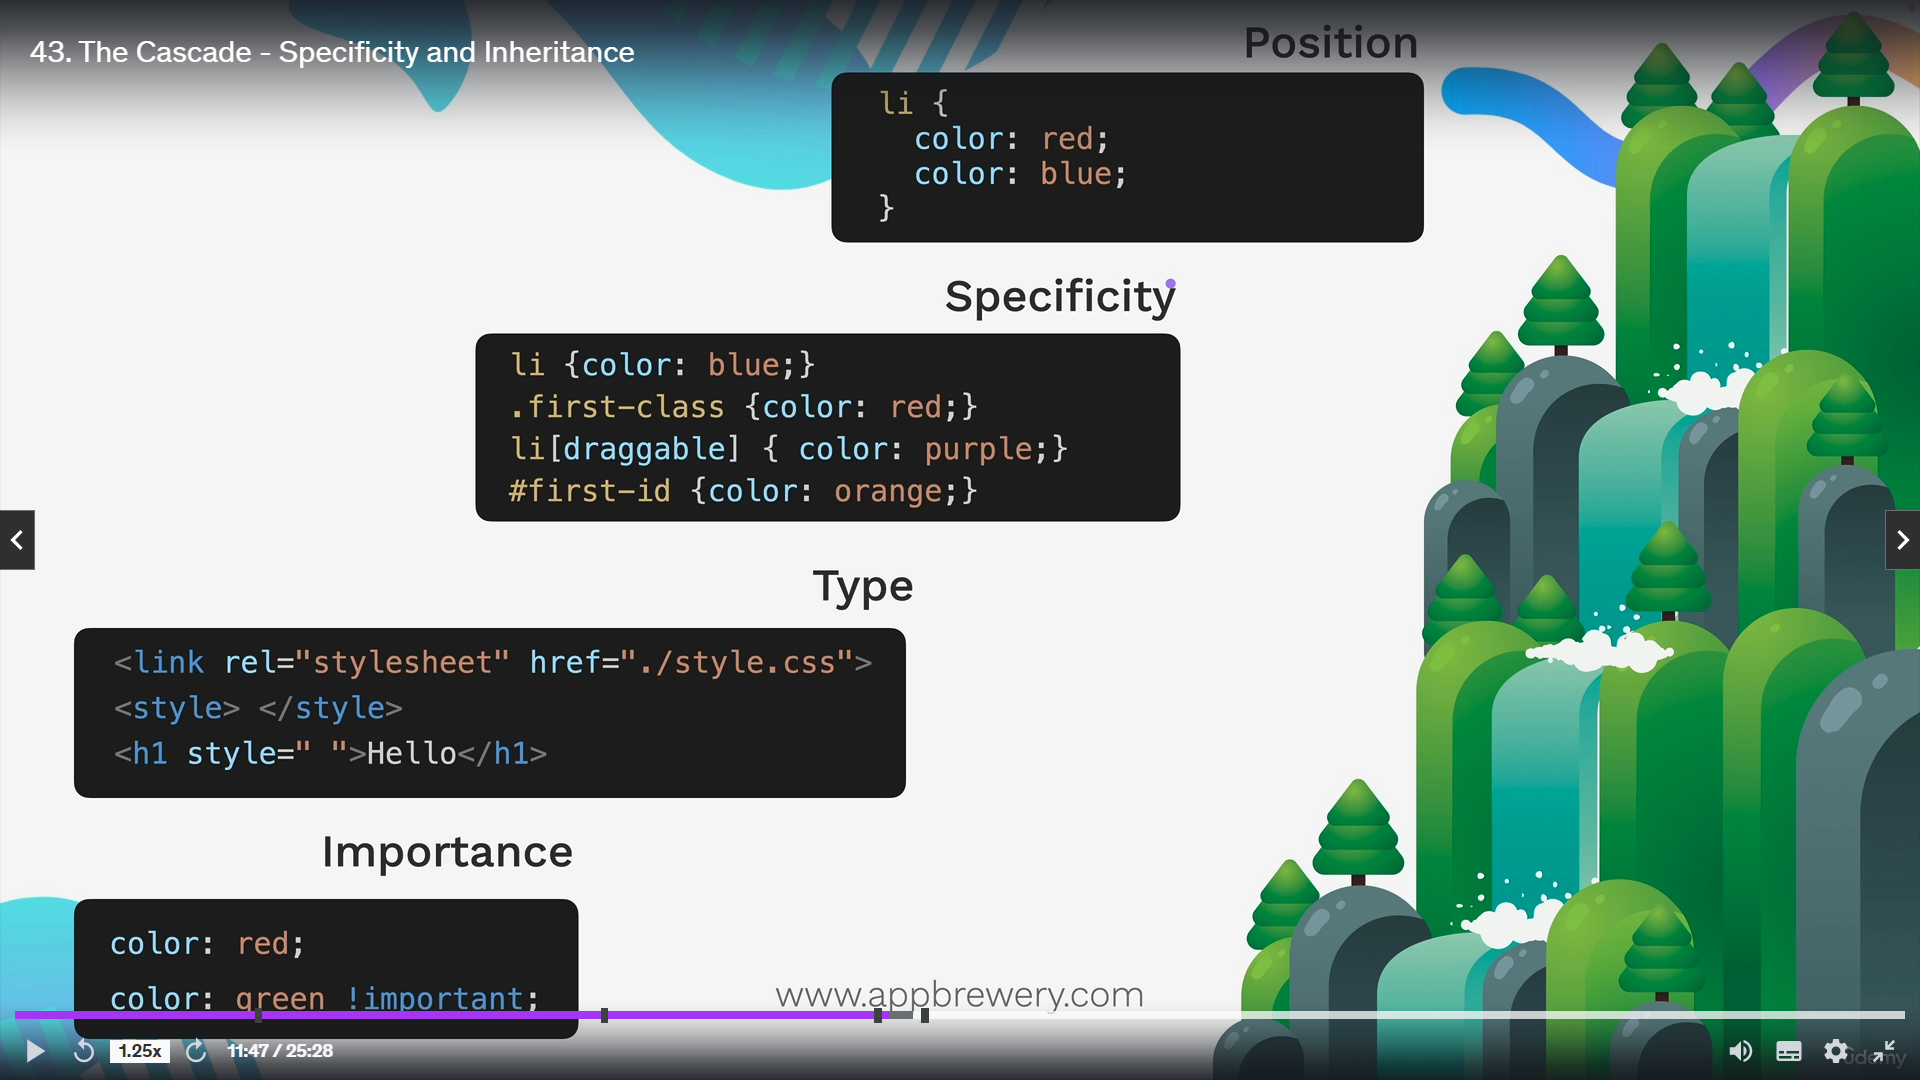 43. The Cascade - Specificity and Inheritance
Position
li {
  color: red;
  color: blue;
}
Specificity
li {color: blue;}
.first-class {color: red;}
li[draggable] { color: purple;}
#first-id {color: orange;}
Type
<link rel="stylesheet" href="./style.css">
<style> </style>
<h1 style=" ">Hello</h1>
Importance
color: red;
color: green !important;
www.appbrewery.com
1.25x
11:47 / 25:28
udemy